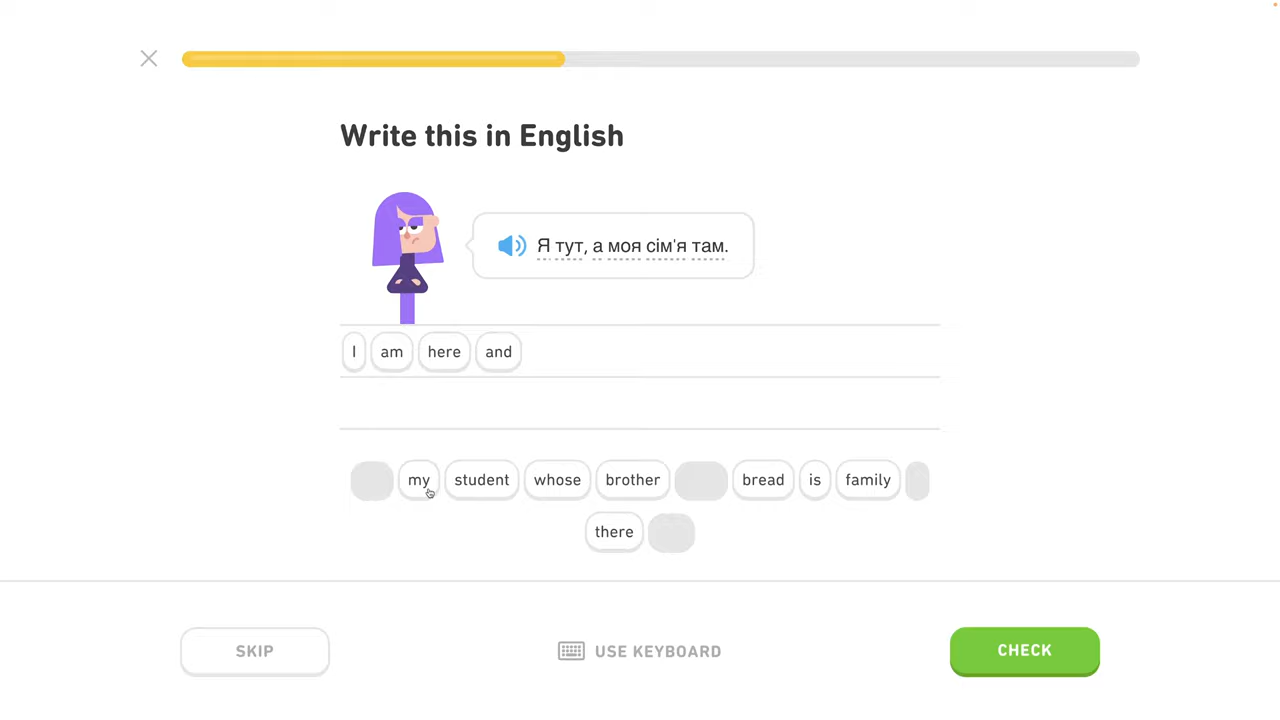 Write this in English
Я тут, а моя сім'я там.
I am here and
my student whose brother bread is family
there
SKIP USE KEYBOARD CHECK